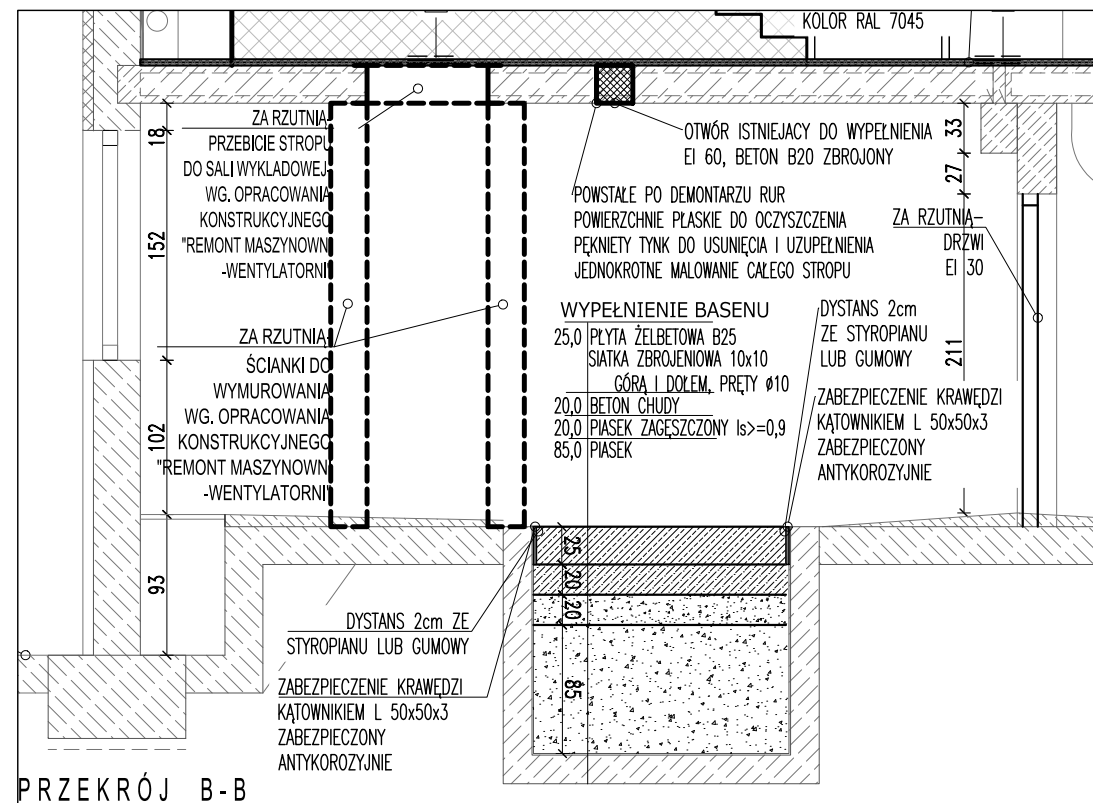 KOLOR RAL 7045
ZA RZUTNIĄ-
PRZEBICIE STROPU
DO SALI WYKLADOWEJ-
WG. OPRACOWANIA
KONSTRUKCYJNEGO
"REMONT MASZYNOWNI
-WENTYLATORNI"
ZA RZUTNIĄ-
ŚCIANKI DO
WYMUROWANIA
WG. OPRACOWANIA
KONSTRUKCYJNEGO
"REMONT MASZYNOWNI
-WENTYLATORNI"
18
152
102
93
OTWÓR ISTNIEJACY DO WYPEŁNIENIA
EI 60, BETON B20 ZBROJONY
POWSTAŁE PO DEMONTARZU RUR
POWIERZCHNIE PŁASKIE DO OCZYSZCZENIA
PĘKNIETY TYNK DO USUNIĘCIA I UZUPEŁNIENIA
JEDNOKROTNE MALOWANIE CAŁEGO STROPU
ZA RZUTNIĄ-
DRZWI
EI 30
33
27
211
WYPEŁNIENIE BASENU
25,0 PŁYTA ŻELBETOWA B25
SIATKA ZBROJENIOWA 10x10
GÓRĄ I DOŁEM, PRĘTY ø10
20,0 BETON CHUDY
20,0 PIASEK ZAGĘSZCZONY Is>=0,9
85,0 PIASEK
DYSTANS 2cm
ZE STYROPIANU
LUB GUMOWY
ZABEZPIECZENIE KRAWĘDZI
KĄTOWNIKIEM L 50x50x3
ZABEZPIECZONY
ANTYKOROZYJNIE
25
20
20
85
DYSTANS 2cm ZE
STYROPIANU LUB GUMOWY
ZABEZPIECZENIE KRAWĘDZI
KĄTOWNIKIEM L 50x50x3
ZABEZPIECZONY
ANTYKOROZYJNIE
PRZEKRÓJ B-B